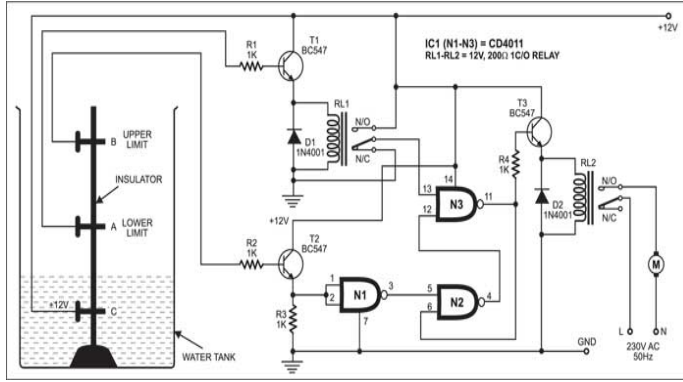 +12V
IC1 (N1-N3) = CD4011
RL1-RL2 = 12V, 200Ω 1C/O RELAY
T1
BC547
R1
1K
RL1
N/O
N/C
D1
1N4001
T3
BC547
RL2
N/O
N/C
R4
1K
D2
1N4001
B
UPPER
LIMIT
INSULATOR
A
LOWER
LIMIT
+12V
C
WATER TANK
+12V
R2
1K
T2
BC547
R3
1K
1
2
N1
3
7
5
6
N2
4
13
12
14
N3
11
M
L
N
230V AC
50Hz
GND